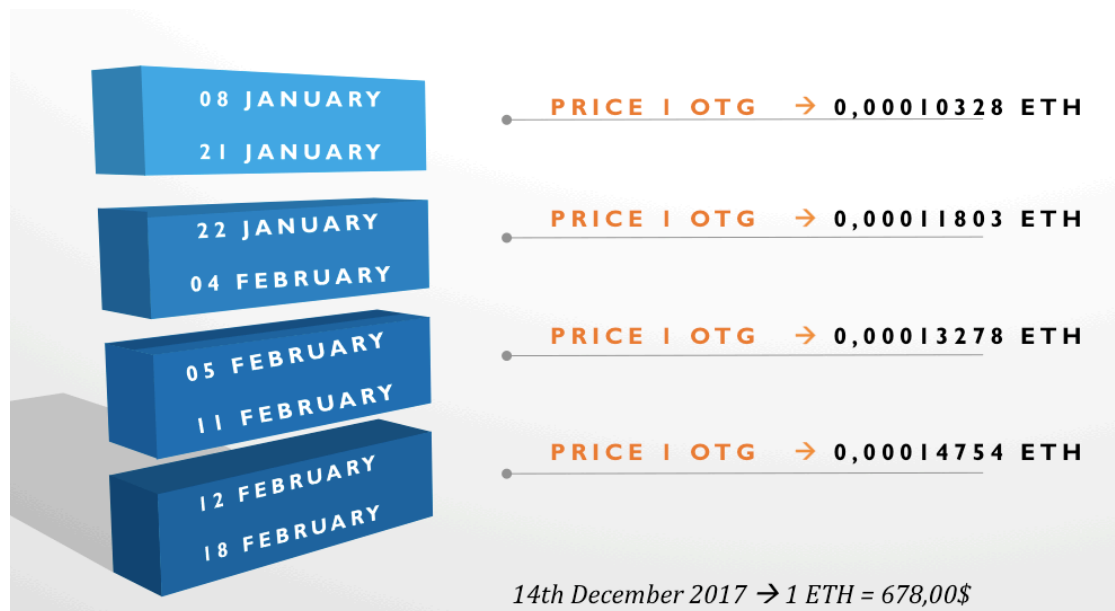 08 JANUARY
21 JANUARY
PRICE 1 OTG → 0,00010328 ETH
22 JANUARY
04 FEBRUARY
PRICE 1 OTG → 0,00011803 ETH
05 FEBRUARY
11 FEBRUARY
PRICE 1 OTG → 0,00013278 ETH
12 FEBRUARY
18 FEBRUARY
PRICE 1 OTG → 0,00014754 ETH
14th December 2017 → 1 ETH = 678,00$